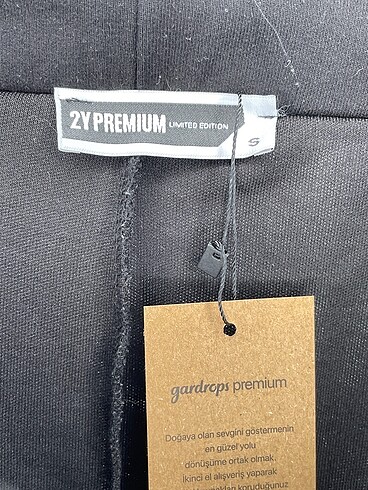 2Y PREMIUM LIMITED EDITION S
gardrops premium
Doğaya olan sevgini göstermenin
en güzel yolu
dönüşüme ortak olmak.
İkinci el alışveriş yaparak
koruduğunuz